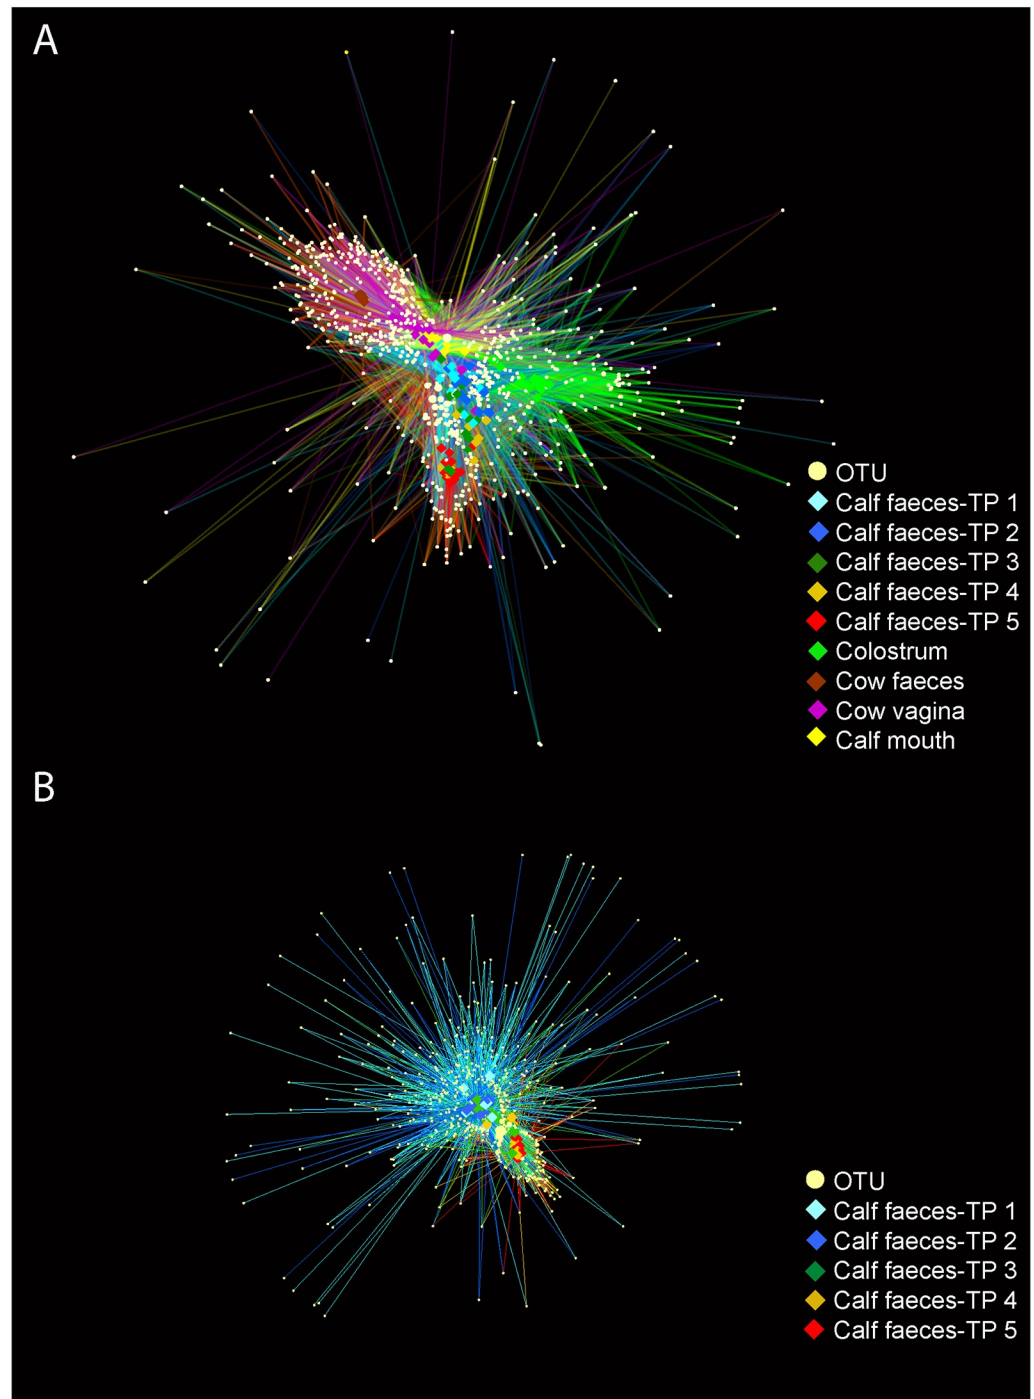 A
OTU
Calf faeces-TP 1
Calf faeces-TP 2
Calf faeces-TP 3
Calf faeces-TP 4
Calf faeces-TP 5
Colostrum
Cow faeces
Cow vagina
Calf mouth
B
OTU
Calf faeces-TP 1
Calf faeces-TP 2
Calf faeces-TP 3
Calf faeces-TP 4
Calf faeces-TP 5